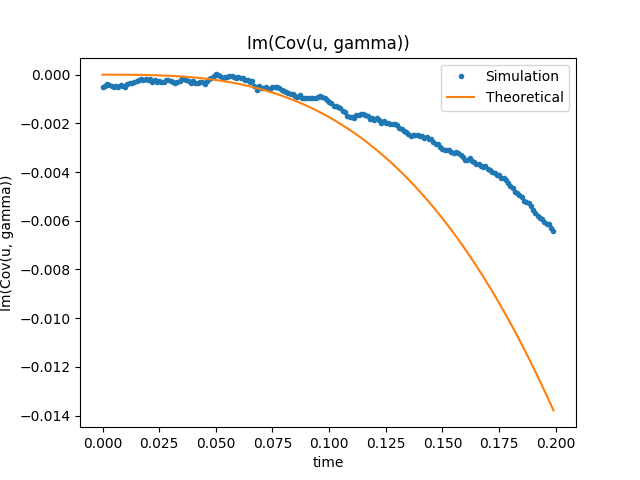 Im(Cov(u, gamma))
Simulation
Theoretical
0.000
−0.002
−0.004
−0.006
−0.008
−0.010
−0.012
−0.014
Im(Cov(u, gamma))
0.000 0.025 0.050 0.075 0.100 0.125 0.150 0.175 0.200
time